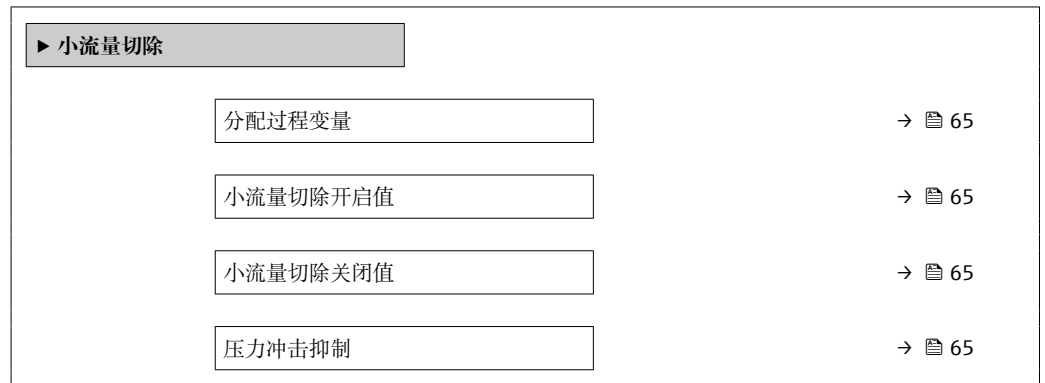 ▶ 小流量切除
分配过程变量 → 🖹 65
小流量切除开启值 → 🖹 65
小流量切除关闭值 → 🖹 65
压力冲击抑制 → 🖹 65